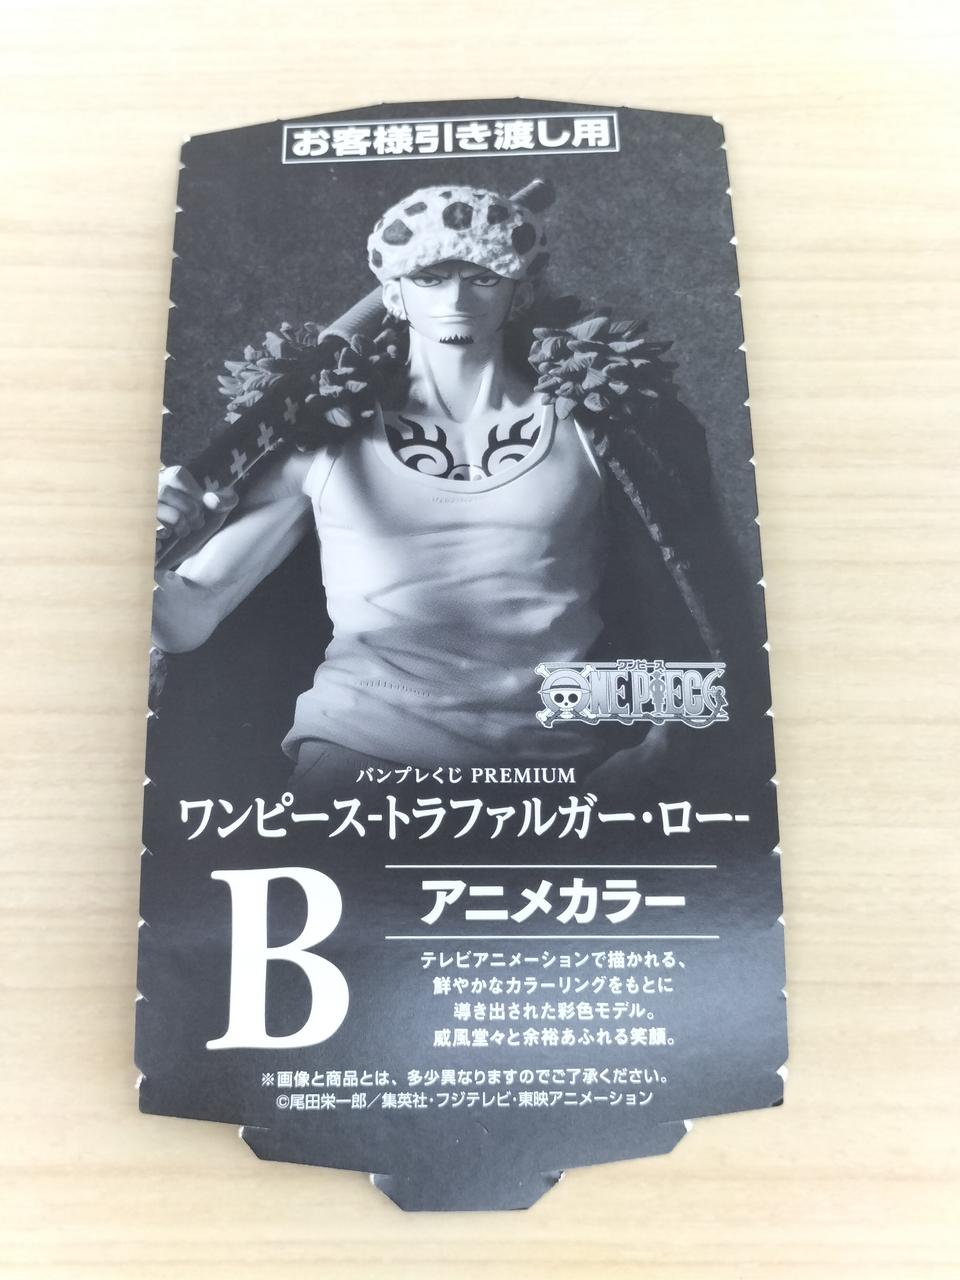 お客様引き渡し用
ワンピース
ONE PIECE
バンプレくじ PREMIUM
ワンピース-トラファルガー・ロー-
B
アニメカラー
テレビアニメーションで描かれる、
鮮やかなカラーリングをもとに
導き出された彩色モデル。
威風堂々と余裕あふれる笑顔。
※画像と商品とは、多少異なりますのでご了承ください。
©尾田栄一郎／集英社・フジテレビ・東映アニメーション